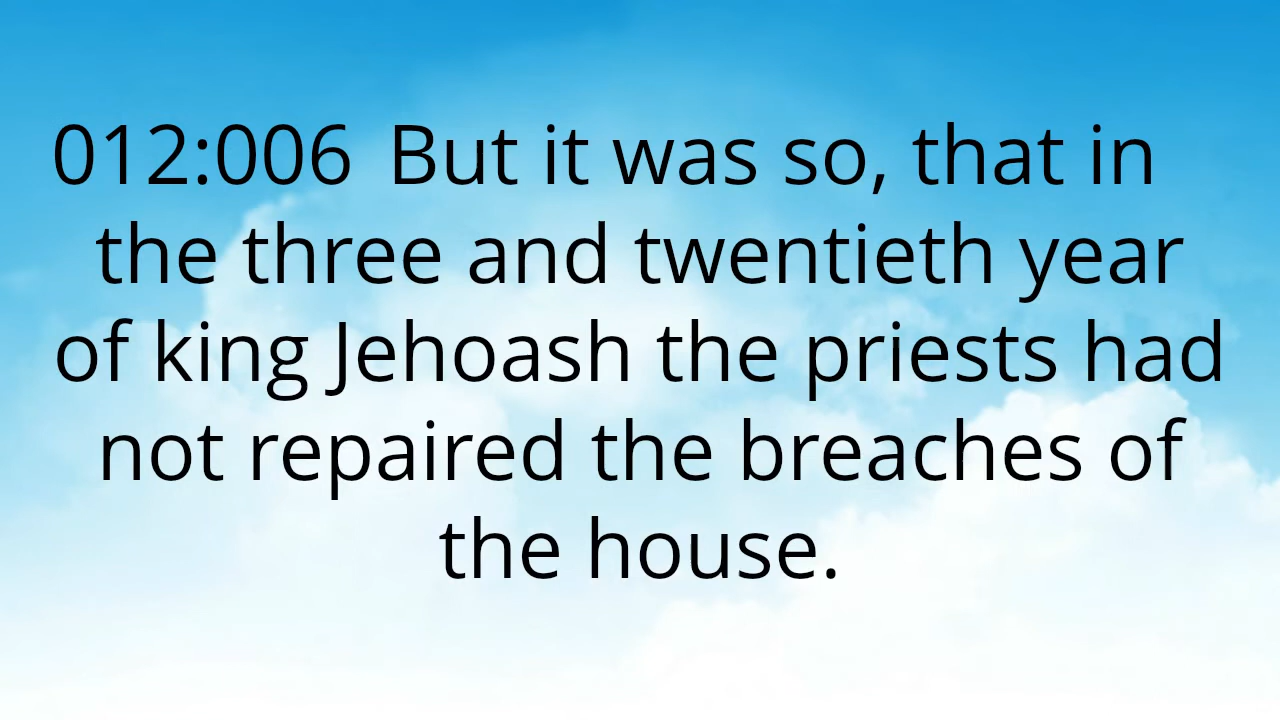 012:006 But it was so, that in
the three and twentieth year
of king Jehoash the priests had
not repaired the breaches of
the house.